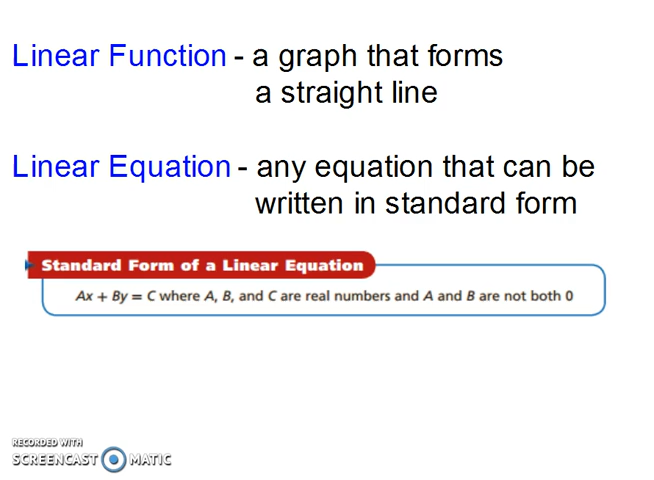 Linear Function - a graph that forms
a straight line
Linear Equation - any equation that can be
written in standard form
Standard Form of a Linear Equation
Ax + By = C where A, B, and C are real numbers and A and B are not both 0
RECORDED WITH
SCREENCAST MATIC